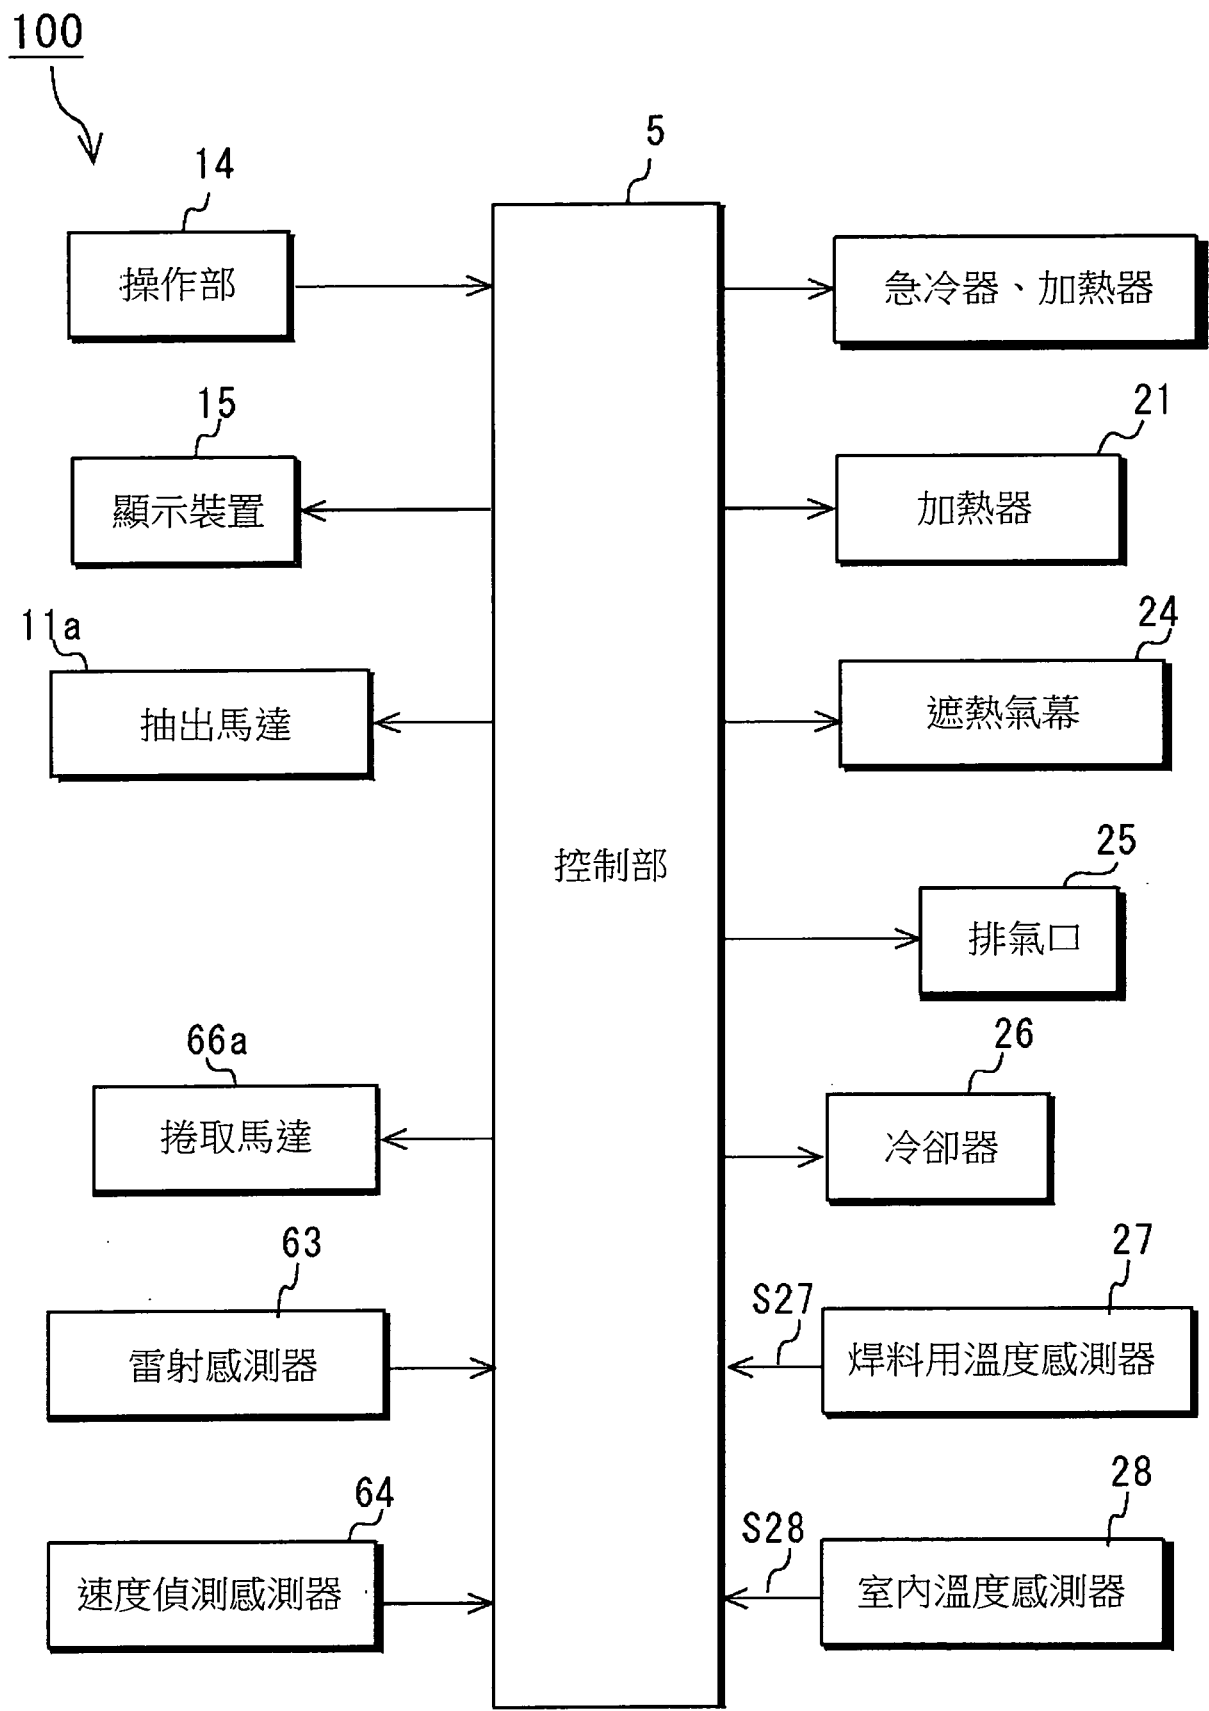 100
5
14
操作部
急冷器、加熱器
15
顯示裝置
21
加熱器
11a
抽出馬達
24
遮熱氣幕
控制部
25
排氣口
66a
捲取馬達
26
冷卻器
63
雷射感測器
S27
27
焊料用溫度感測器
64
速度偵測感測器
S28
28
室內溫度感測器